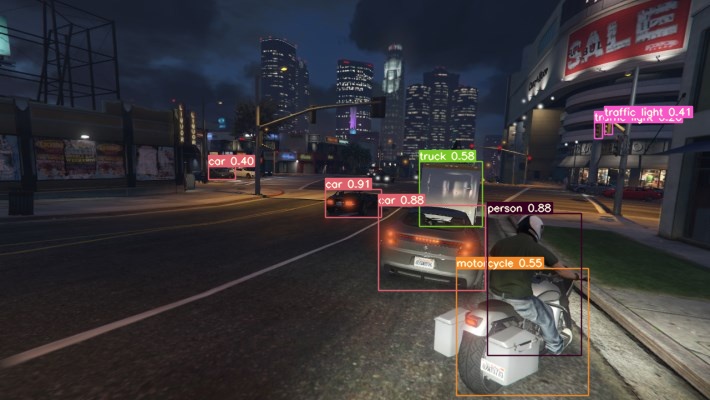 SALE
traffic light 0.41
car 0.40
truck 0.58
car 0.91
car 0.88
person 0.88
motorcycle 0.55